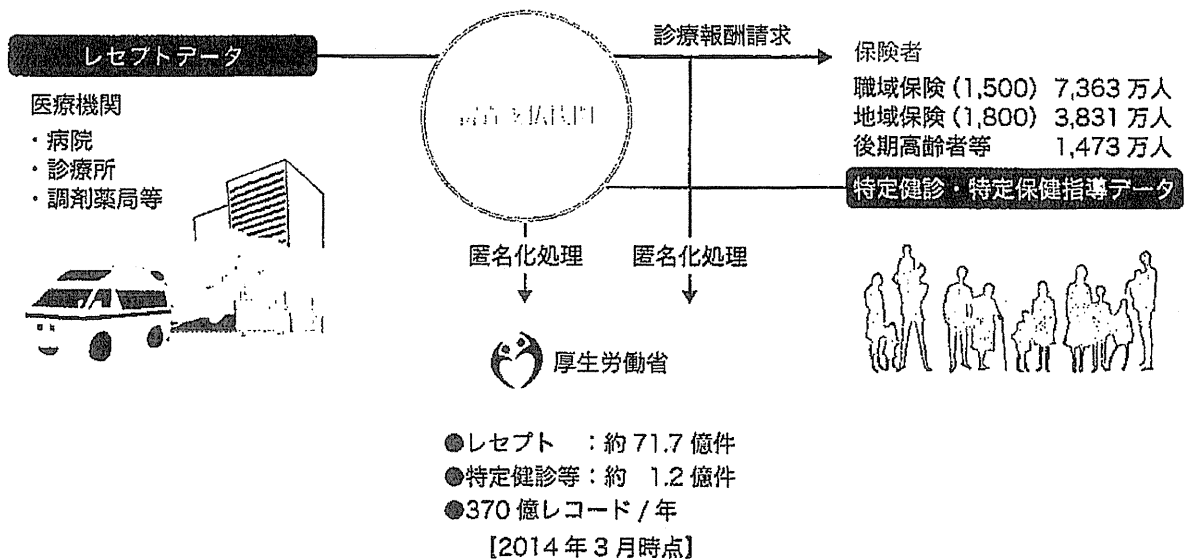 レセプトデータ
医療機関
・病院
・診療所
・調剤薬局等
診療報酬請求
保険者
職域保険(1,500) 7,363 万人
地域保険(1,800) 3,831 万人
後期高齢者等 1,473 万人
特定健診・特定保健指導データ
匿名化処理
匿名化処理
厚生労働省
●レセプト ：約 71.7 億件
●特定健診等：約 1.2 億件
●370 億レコード / 年
[2014 年 3 月時点]